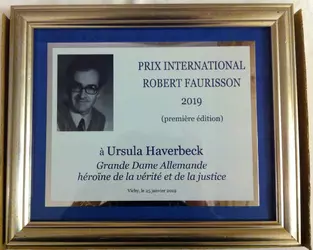 PRIX INTERNATIONAL
ROBERT FAURISSON
2019
(première édition)
à Ursula Haverbeck
Grande Dame Allemande
héroïne de la vérité et de la justice
Vichy, le 25 janvier 2019